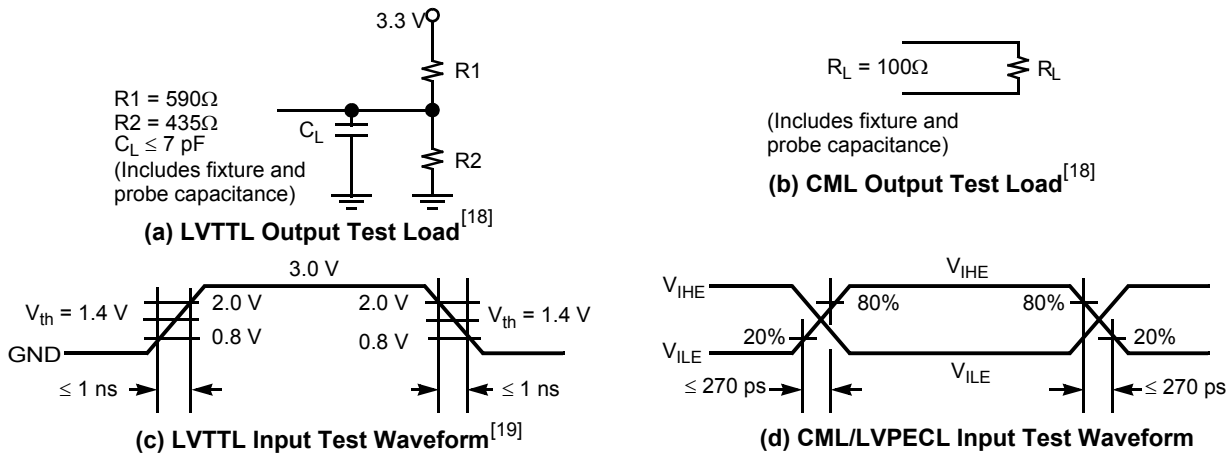 3.3 V
R1
R1 = 590Ω
R2 = 435Ω
C_L ≤ 7 pF
(Includes fixture and
probe capacitance)
C_L
R2
(a) LVTTL Output Test Load[18]
R_L = 100Ω
R_L
(Includes fixture and
probe capacitance)
(b) CML Output Test Load[18]
3.0 V
V_th = 1.4 V
2.0 V
0.8 V
2.0 V
0.8 V
V_th = 1.4 V
GND
≤ 1 ns
≤ 1 ns
(c) LVTTL Input Test Waveform[19]
V_IHE
V_IHE
80%
80%
20%
20%
V_ILE
V_ILE
≤ 270 ps
≤ 270 ps
(d) CML/LVPECL Input Test Waveform